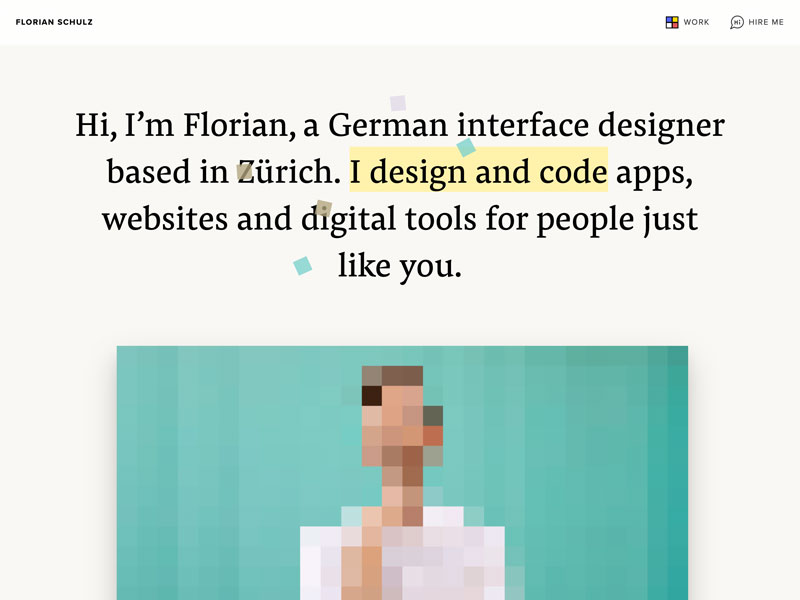 FLORIAN SCHULZ
WORK
Hi
HIRE ME
Hi, I’m Florian, a German interface designer
based in Zürich. I design and code apps,
websites and digital tools for people just
like you.